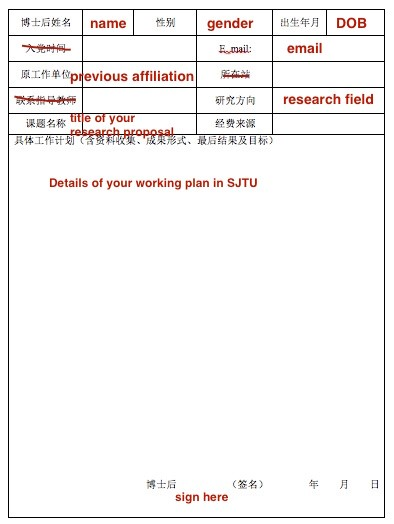 博士后姓名 name 性别 gender 出生年月 DOB
入党时间 E_mail: email
原工作单位 previous affiliation 所在站
联系指导教师 研究方向 research field
课题名称 title of your research proposal 经费来源
具体工作计划（含资料收集、成果形式、最后结果及目标）
Details of your working plan in SJTU
博士后 （签名） 年 月 日
sign here